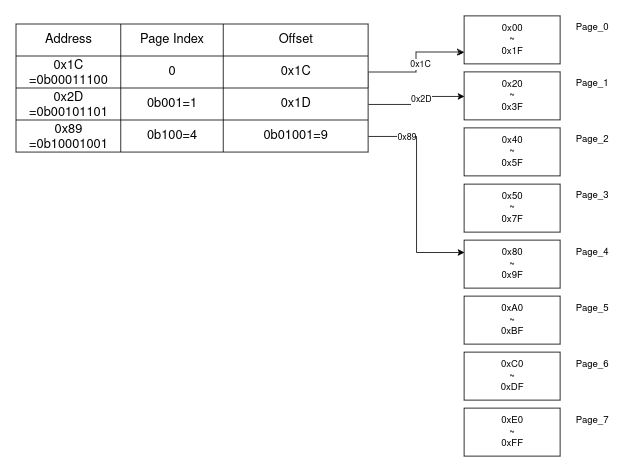 Address Page Index Offset
0x1C
=0b00011100
0
0x1C
0x2D
=0b00101101
0b001=1
0x1D
0x89
=0b10001001
0b100=4
0b01001=9
0x1C
0x2D
0x89
0x00
~
0x1F
Page_0
0x20
~
0x3F
Page_1
0x40
~
0x5F
Page_2
0x50
~
0x7F
Page_3
0x80
~
0x9F
Page_4
0xA0
~
0xBF
Page_5
0xC0
~
0xDF
Page_6
0xE0
~
0xFF
Page_7